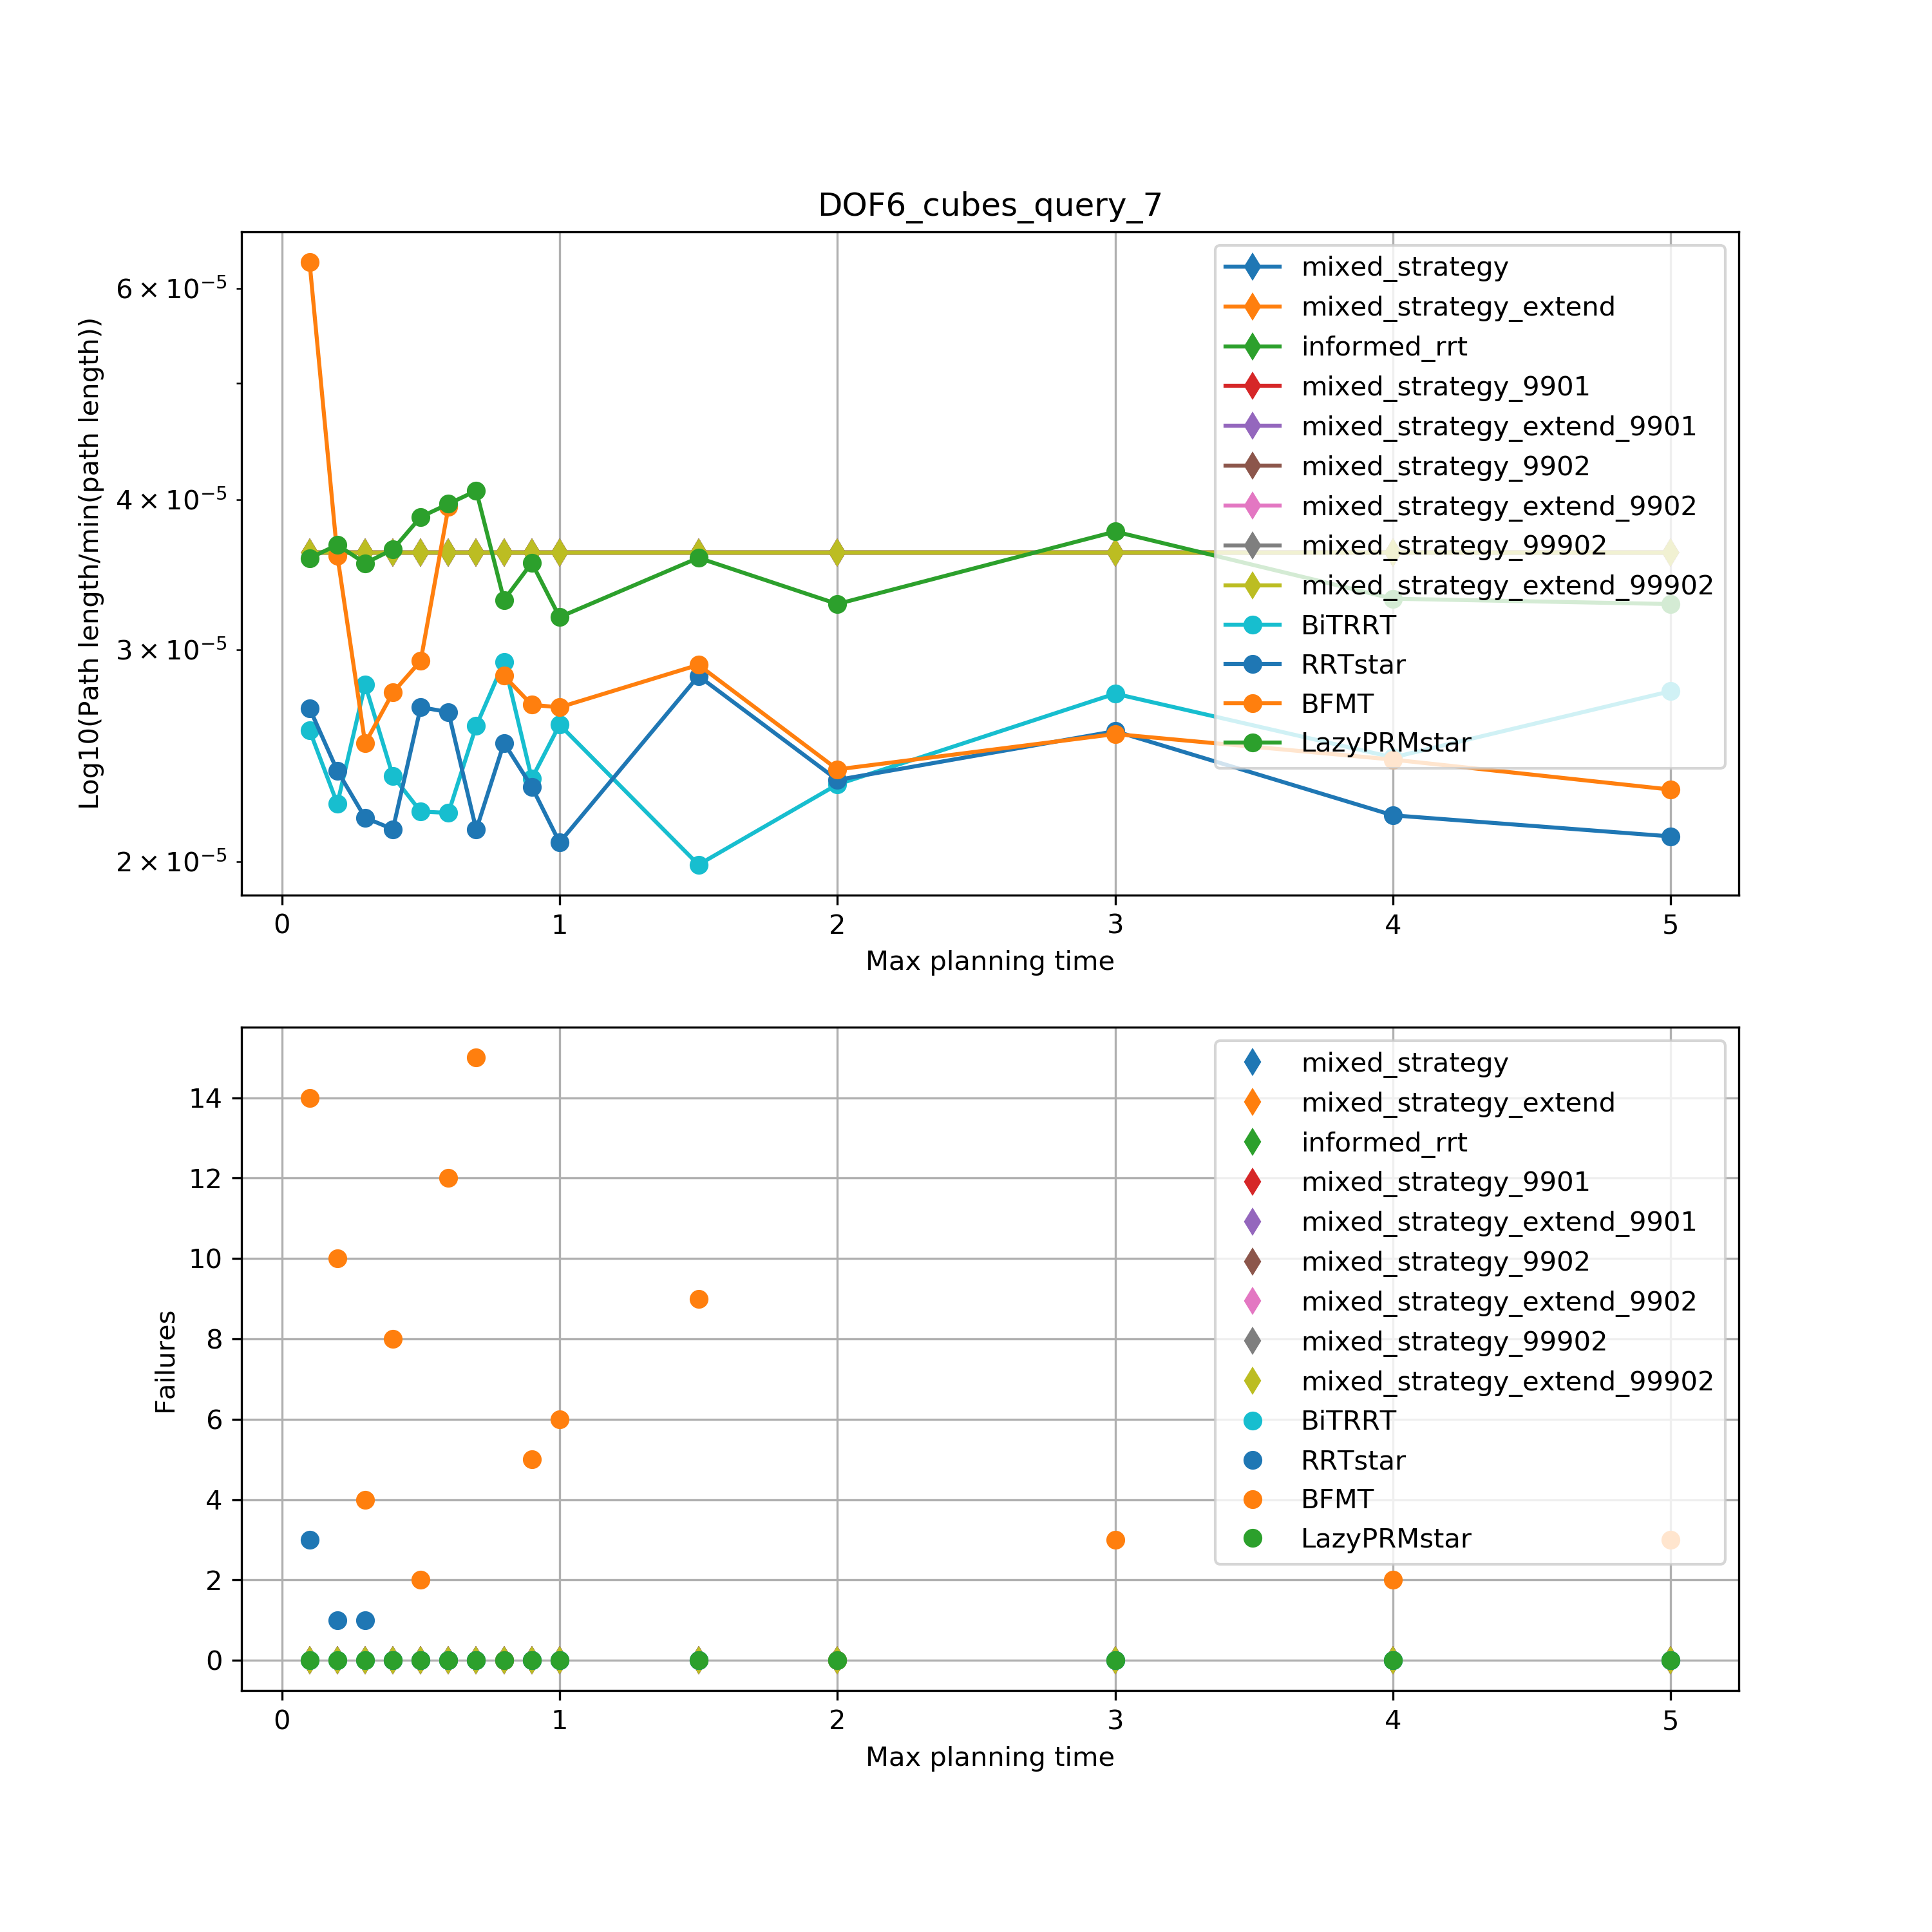 DOF6_cubes_query_7
6 × 10⁻⁵
4 × 10⁻⁵
3 × 10⁻⁵
2 × 10⁻⁵
Log10(Path length/min(path length))
mixed_strategy
mixed_strategy_extend
informed_rrt
mixed_strategy_9901
mixed_strategy_extend_9901
mixed_strategy_9902
mixed_strategy_extend_9902
mixed_strategy_99902
mixed_strategy_extend_99902
BiTRRT
RRTstar
BFMT
LazyPRMstar
0 1 2 3 4 5
Max planning time
14
12
10
8
6
4
2
0
Failures
mixed_strategy
mixed_strategy_extend
informed_rrt
mixed_strategy_9901
mixed_strategy_extend_9901
mixed_strategy_9902
mixed_strategy_extend_9902
mixed_strategy_99902
mixed_strategy_extend_99902
BiTRRT
RRTstar
BFMT
LazyPRMstar
0 1 2 3 4 5
Max planning time